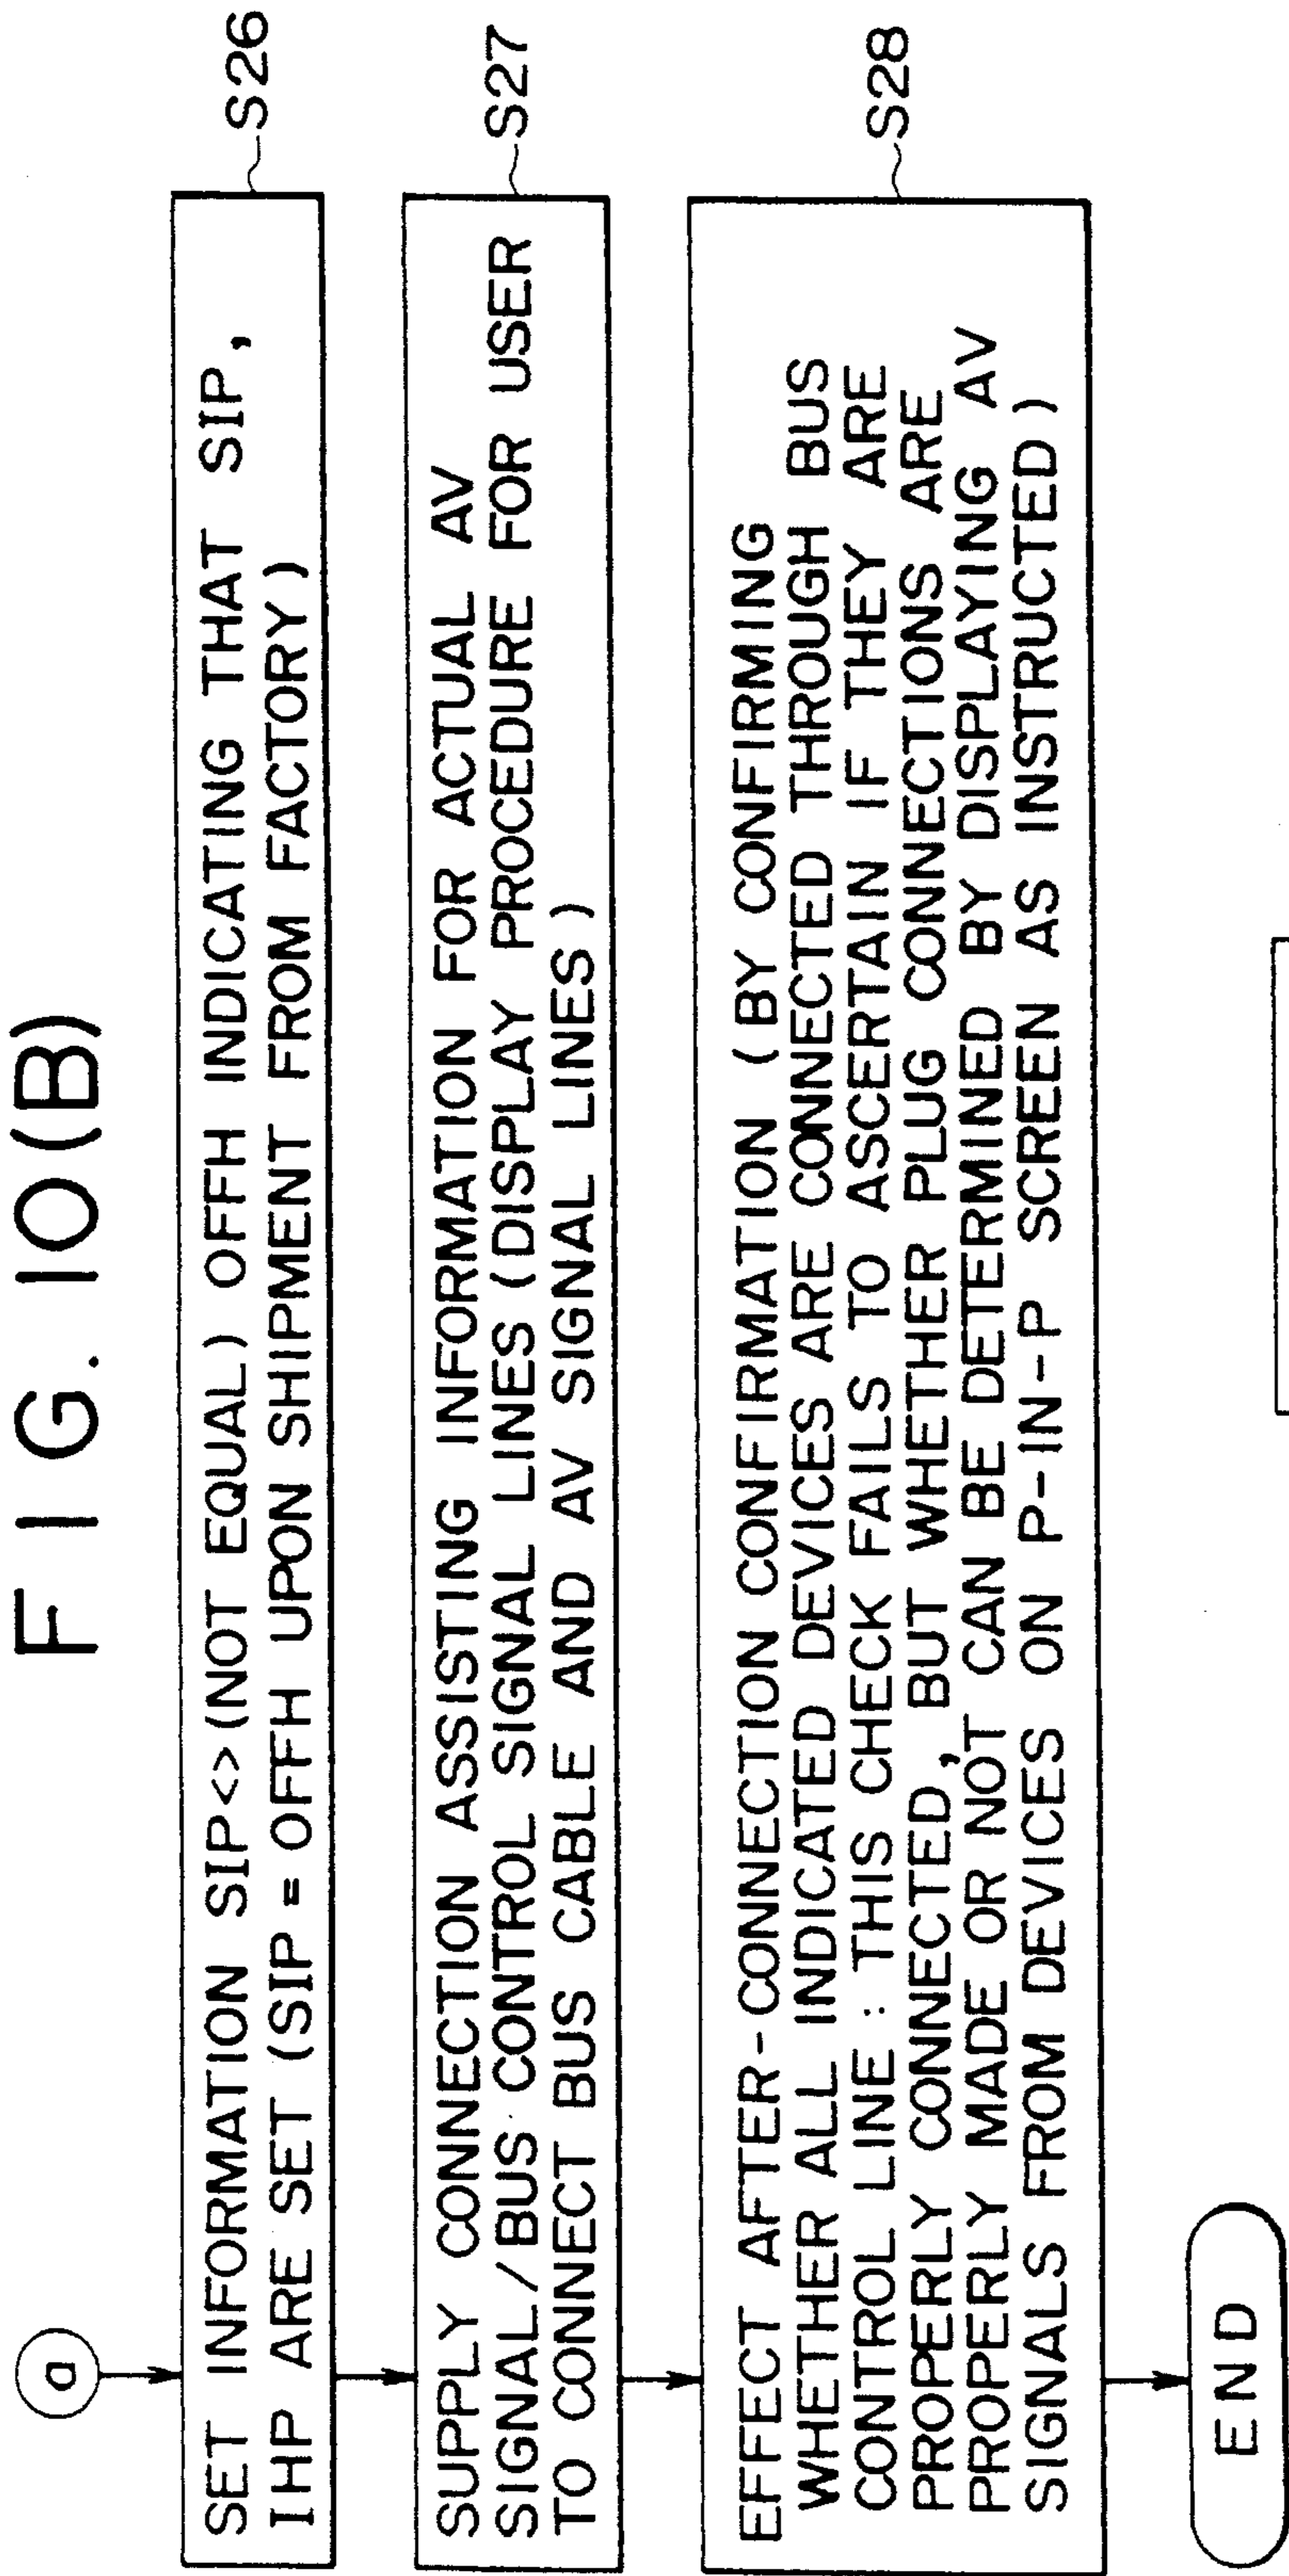 FIG. 10(B)
a
SET INFORMATION SIP<> (NOT EQUAL) OFFH INDICATING THAT SIP,
IHP ARE SET (SIP = OFFH UPON SHIPMENT FROM FACTORY)
S26
SUPPLY CONNECTION ASSISTING INFORMATION FOR ACTUAL AV
SIGNAL/BUS CONTROL SIGNAL LINES (DISPLAY PROCEDURE FOR USER
TO CONNECT BUS CABLE AND AV SIGNAL LINES)
S27
EFFECT AFTER-CONNECTION CONFIRMATION (BY CONFIRMING
WHETHER ALL INDICATED DEVICES ARE CONNECTED THROUGH BUS
CONTROL LINE : THIS CHECK FAILS TO ASCERTAIN IF THEY ARE
PROPERLY CONNECTED, BUT WHETHER PLUG CONNECTIONS ARE
PROPERLY MADE OR NOT CAN BE DETERMINED BY DISPLAYING AV
SIGNALS FROM DEVICES ON P-IN-P SCREEN AS INSTRUCTED)
S28
END